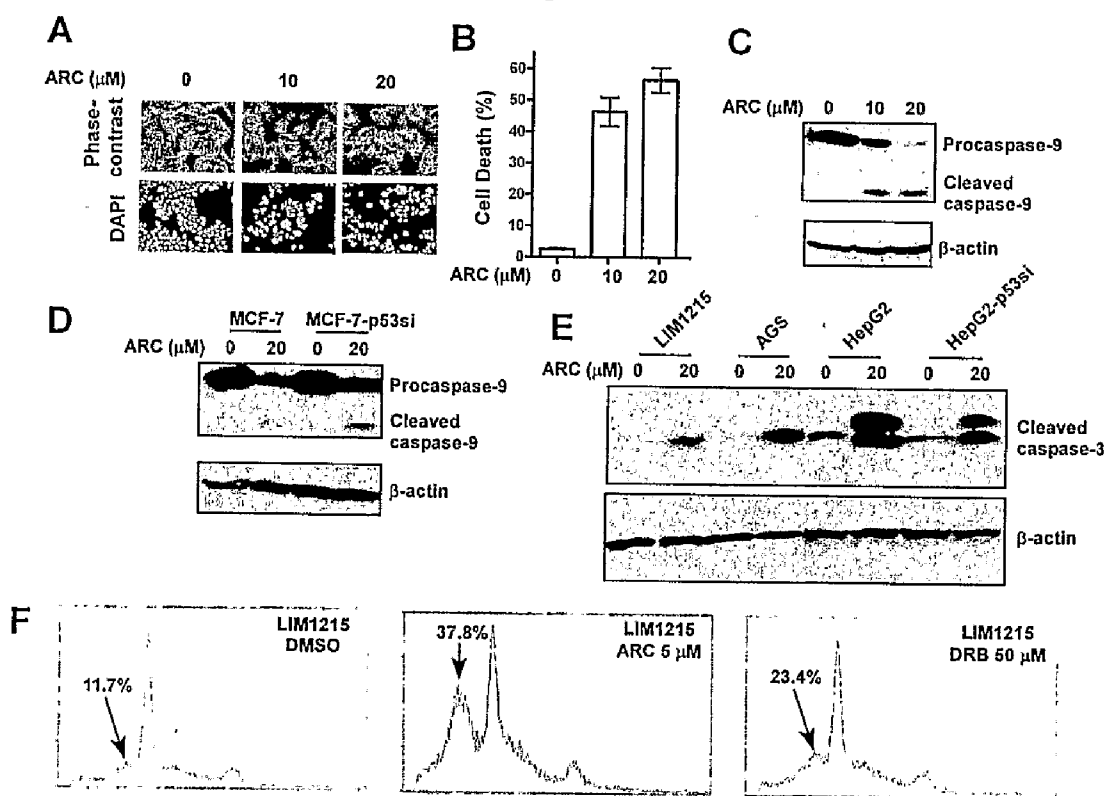 A
ARC (µM)
0 10 20
Phase-
contrast
DAPI
B
Cell Death (%)
60
50
40
30
20
10
0
ARC (µM) 0 10 20
C
ARC (µM) 0 10 20
Procaspase-9
Cleaved
caspase-9
β-actin
D
MCF-7 MCF-7-p53si
ARC (µM) 0 20 0 20
Procaspase-9
Cleaved
caspase-9
β-actin
E
LIM1215 AGS HepG2 HepG2-p53si
ARC (µM) 0 20 0 20 0 20 0 20
Cleaved
caspase-3
β-actin
F
LIM1215
DMSO
11.7%
LIM1215
ARC 5 µM
37.8%
LIM1215
DRB 50 µM
23.4%